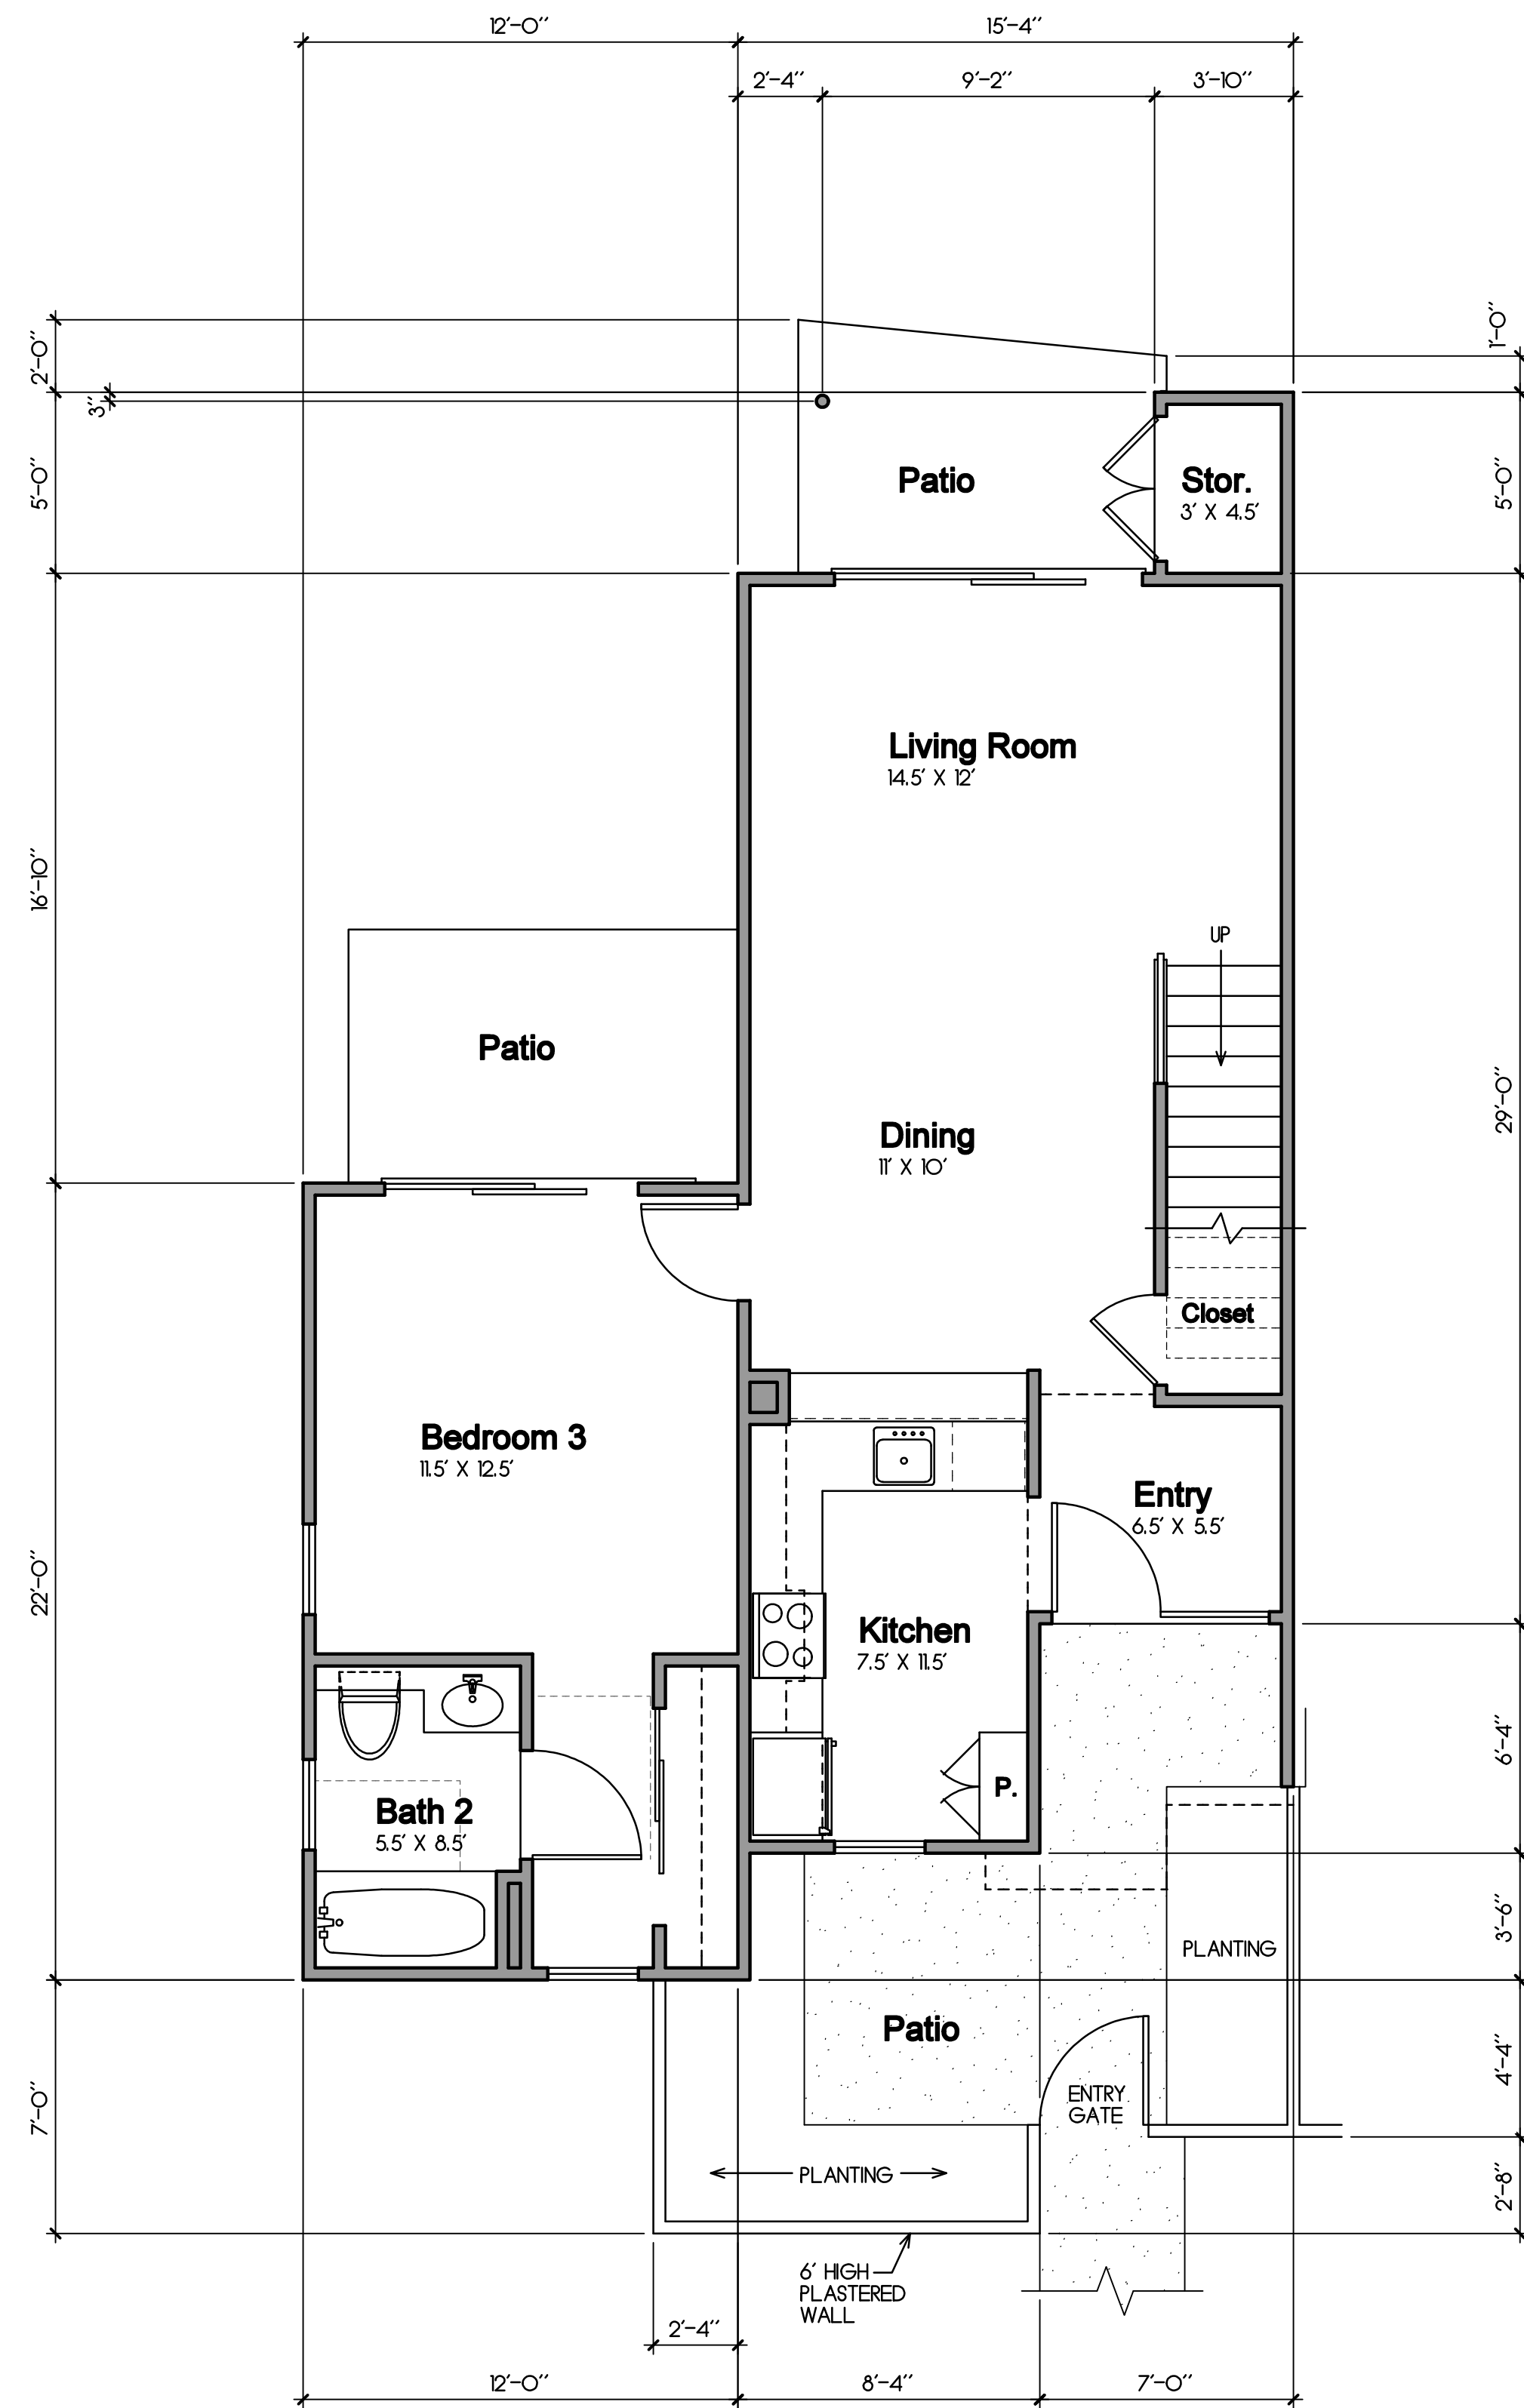 12'-0"
15'-4"
2'-4"
9'-2"
3'-10"
2'-0"
1'-0"
3"
5'-0"
Patio
Stor.
3' X 4.5'
5'-0"
Living Room
14.5' X 12'
16'-10"
UP
Patio
29'-0"
Dining
11' X 10'
Closet
Bedroom 3
11.5' X 12.5'
Entry
6.5' X 5.5'
22'-0"
Kitchen
7.5' X 11.5'
6'-4"
P.
Bath 2
5.5' X 8.5'
3'-6"
PLANTING
Patio
4'-4"
7'-0"
ENTRY
GATE
PLANTING
2'-8"
6' HIGH
PLASTERED
WALL
2'-4"
12'-0"
8'-4"
7'-0"